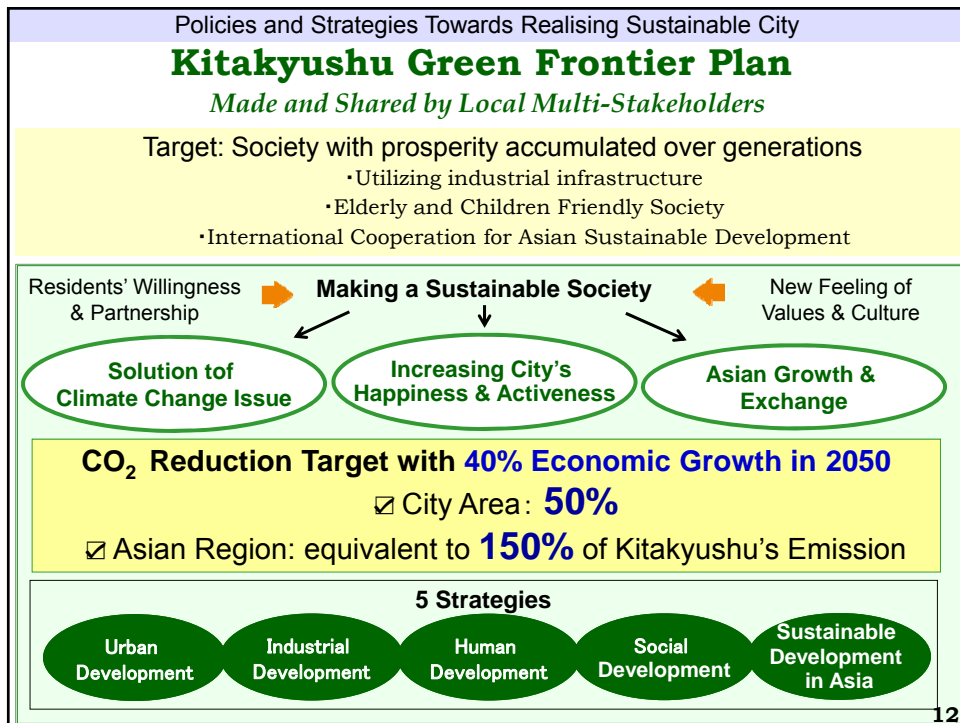 Policies and Strategies Towards Realising Sustainable City
Kitakyushu Green Frontier Plan
Made and Shared by Local Multi-Stakeholders
Target: Society with prosperity accumulated over generations
・Utilizing industrial infrastructure
・Elderly and Children Friendly Society
・International Cooperation for Asian Sustainable Development
Residents' Willingness
& Partnership
Making a Sustainable Society
New Feeling of
Values & Culture
Solution tof
Climate Change Issue
Increasing City's
Happiness & Activeness
Asian Growth &
Exchange
CO₂ Reduction Target with 40% Economic Growth in 2050
☑ City Area: 50%
☑ Asian Region: equivalent to 150% of Kitakyushu's Emission
5 Strategies
Urban
Development
Industrial
Development
Human
Development
Social
Development
Sustainable
Development
in Asia
12